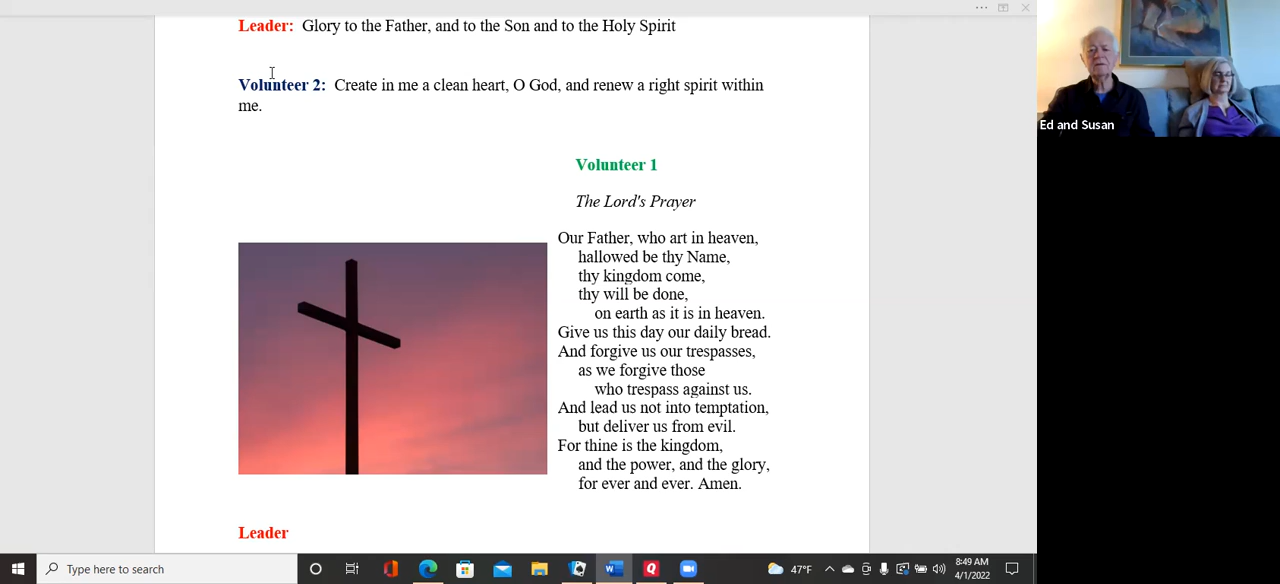 Leader:  Glory to the Father, and to the Son and to the Holy Spirit
Volunteer 2:  Create in me a clean heart, O God, and renew a right spirit within
me.
Volunteer 1
The Lord's Prayer
Our Father, who art in heaven,
hallowed be thy Name,
thy kingdom come,
thy will be done,
on earth as it is in heaven.
Give us this day our daily bread.
And forgive us our trespasses,
as we forgive those
who trespass against us.
And lead us not into temptation,
but deliver us from evil.
For thine is the kingdom,
and the power, and the glory,
for ever and ever. Amen.
Leader
Ed and Susan
Type here to search
47°F
8:49 AM
4/1/2022